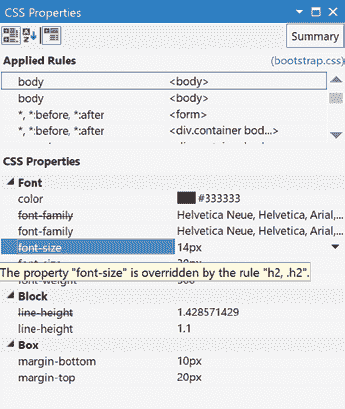 CSS Properties
Summary
Applied Rules (bootstrap.css)
body <body>
body <body>
*, *:before, *:after <form>
*, *:before, *:after <div.container bod...>
CSS Properties
Font
color #333333
font-family Helvetica Neue, Helvetica, Arial,...
font-family Helvetica Neue, Helvetica, Arial,...
font-size 14px
The property "font-size" is overridden by the rule "h2, .h2".
Block
line-height 1.428571429
line-height 1.1
Box
margin-bottom 10px
margin-top 20px